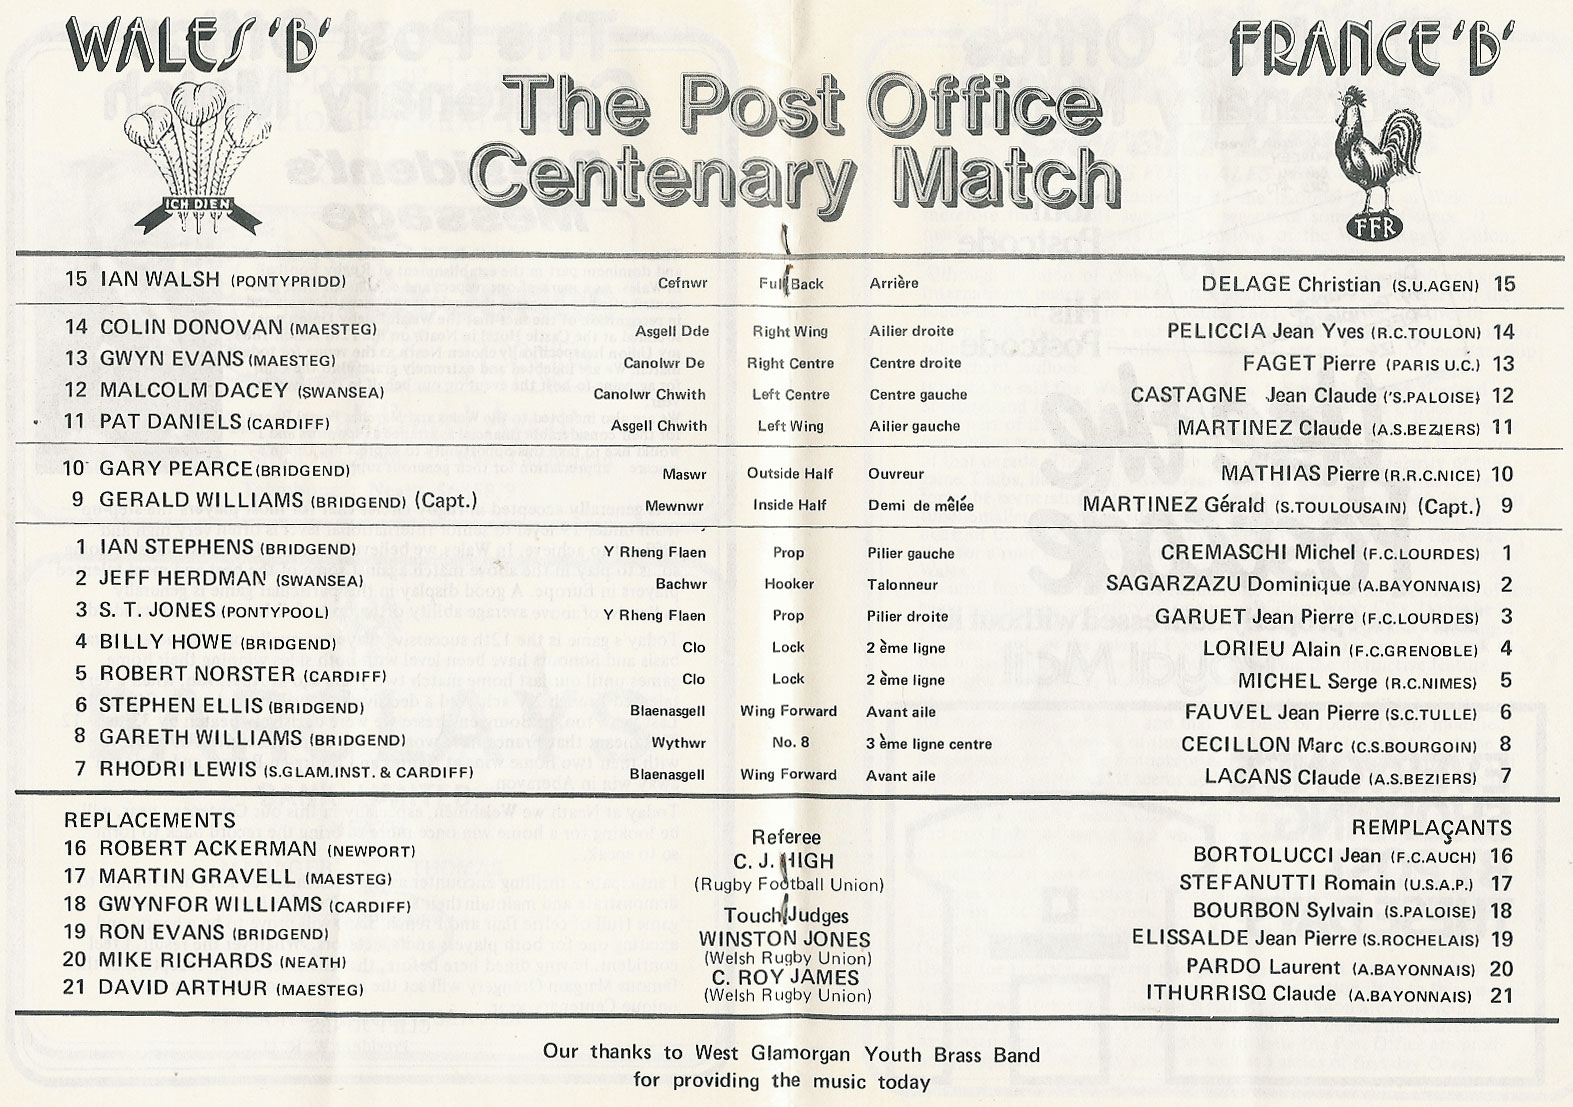 WALES 'B'
FRANCE 'B'
The Post Office
Centenary Match
ICH DIEN
FFR
15 IAN WALSH (PONTYPRIDD) Cefnwr Full Back Arrière DELAGE Christian (S.U.AGEN) 15
14 COLIN DONOVAN (MAESTEG) Asgell Dde Right Wing Ailier droite PELICCIA Jean Yves (R.C.TOULON) 14
13 GWYN EVANS (MAESTEG) Canolwr De Right Centre Centre droite FAGET Pierre (PARIS U.C.) 13
12 MALCOLM DACEY (SWANSEA) Canolwr Chwith Left Centre Centre gauche CASTAGNE Jean Claude ('S.PALOISE) 12
11 PAT DANIELS (CARDIFF) Asgell Chwith Left Wing Ailier gauche MARTINEZ Claude (A.S.BEZIERS) 11
10 GARY PEARCE (BRIDGEND) Maswr Outside Half Ouvreur MATHIAS Pierre (R.R.C.NICE) 10
9 GERALD WILLIAMS (BRIDGEND) (Capt.) Mewnwr Inside Half Demi de mêlée MARTINEZ Gérald (S.TOULOUSAIN) (Capt.) 9
1 IAN STEPHENS (BRIDGEND) Y Rheng Flaen Prop Pilier gauche CREMASCHI Michel (F.C.LOURDES) 1
2 JEFF HERDMAN (SWANSEA) Bachwr Hooker Talonneur SAGARZAZU Dominique (A.BAYONNAIS) 2
3 S. T. JONES (PONTYPOOL) Y Rheng Flaen Prop Pilier droite GARUET Jean Pierre (F.C.LOURDES) 3
4 BILLY HOWE (BRIDGEND) Clo Lock 2 ème ligne LORIEU Alain (F.C.GRENOBLE) 4
5 ROBERT NORSTER (CARDIFF) Clo Lock 2 ème ligne MICHEL Serge (R.C.NIMES) 5
6 STEPHEN ELLIS (BRIDGEND) Blaenasgell Wing Forward Avant aile FAUVEL Jean Pierre (S.C.TULLE) 6
8 GARETH WILLIAMS (BRIDGEND) Wythwr No. 8 3 ème ligne centre CECILLON Marc (C.S.BOURGOIN) 8
7 RHODRI LEWIS (S.GLAM.INST. & CARDIFF) Blaenasgell Wing Forward Avant aile LACANS Claude (A.S.BEZIERS) 7
REPLACEMENTS
16 ROBERT ACKERMAN (NEWPORT)
17 MARTIN GRAVELL (MAESTEG)
18 GWYNFOR WILLIAMS (CARDIFF)
19 RON EVANS (BRIDGEND)
20 MIKE RICHARDS (NEATH)
21 DAVID ARTHUR (MAESTEG)
Referee
C. J. HIGH
(Rugby Football Union)
Touch Judges
WINSTON JONES
(Welsh Rugby Union)
C. ROY JAMES
(Welsh Rugby Union)
REMPLAÇANTS
BORTOLUCCI Jean (F.C.AUCH) 16
STEFANUTTI Romain (U.S.A.P.) 17
BOURBON Sylvain (S.PALOISE) 18
ELISSALDE Jean Pierre (S.ROCHELAIS) 19
PARDO Laurent (A.BAYONNAIS) 20
ITHURRISQ Claude (A.BAYONNAIS) 21
Our thanks to West Glamorgan Youth Brass Band
for providing the music today